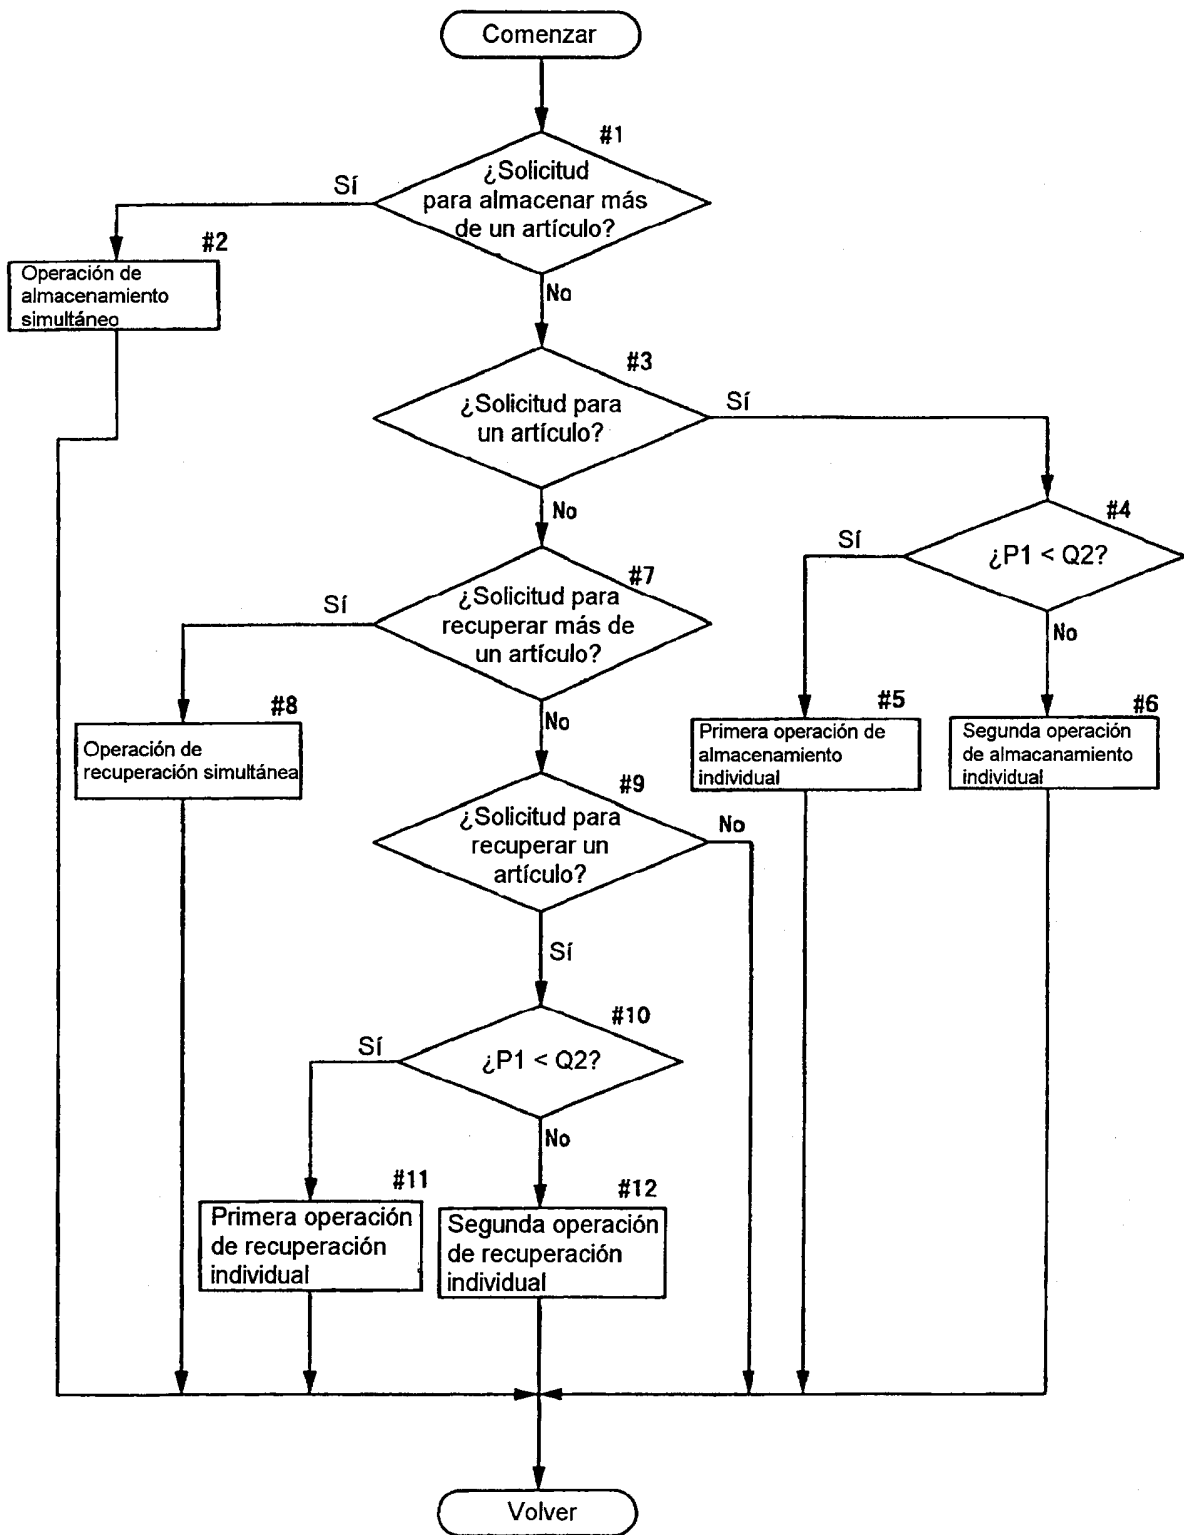 Comenzar
#1
¿Solicitud
para almacenar más
de un artículo?
Sí
#2
Operación de
almacenamiento
simultáneo
No
#3
¿Solicitud para
un artículo?
Sí
No
#4
¿P1 < Q2?
Sí
No
#7
¿Solicitud para
recuperar más de
un artículo?
Sí
#8
Operación de
recuperación simultánea
No
#5
Primera operación de
almacenamiento
individual
#6
Segunda operación
de almacanamiento
individual
#9
¿Solicitud para
recuperar un
artículo?
No
Sí
#10
¿P1 < Q2?
Sí
No
#11
Primera operación
de recuperación
individual
#12
Segunda operación
de recuperación
individual
Volver